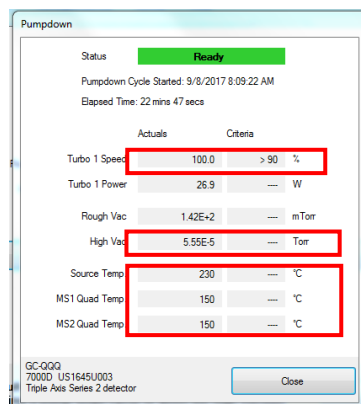 Pumpdown
Status Ready
Pumpdown Cycle Started: 9/8/2017 8:09:22 AM
Elapsed Time: 22 mins 47 secs
Actuals Criteria
Turbo 1 Speed 100.0 > 90 %
Turbo 1 Power 26.9 ---- W
Rough Vac 1.42E+2 ---- mTorr
High Vac 5.55E-5 ---- Torr
Source Temp 230 ---- °C
MS1 Quad Temp 150 ---- °C
MS2 Quad Temp 150 ---- °C
GC-QQQ
7000D US1645U003
Triple Axis Series 2 detector
Close